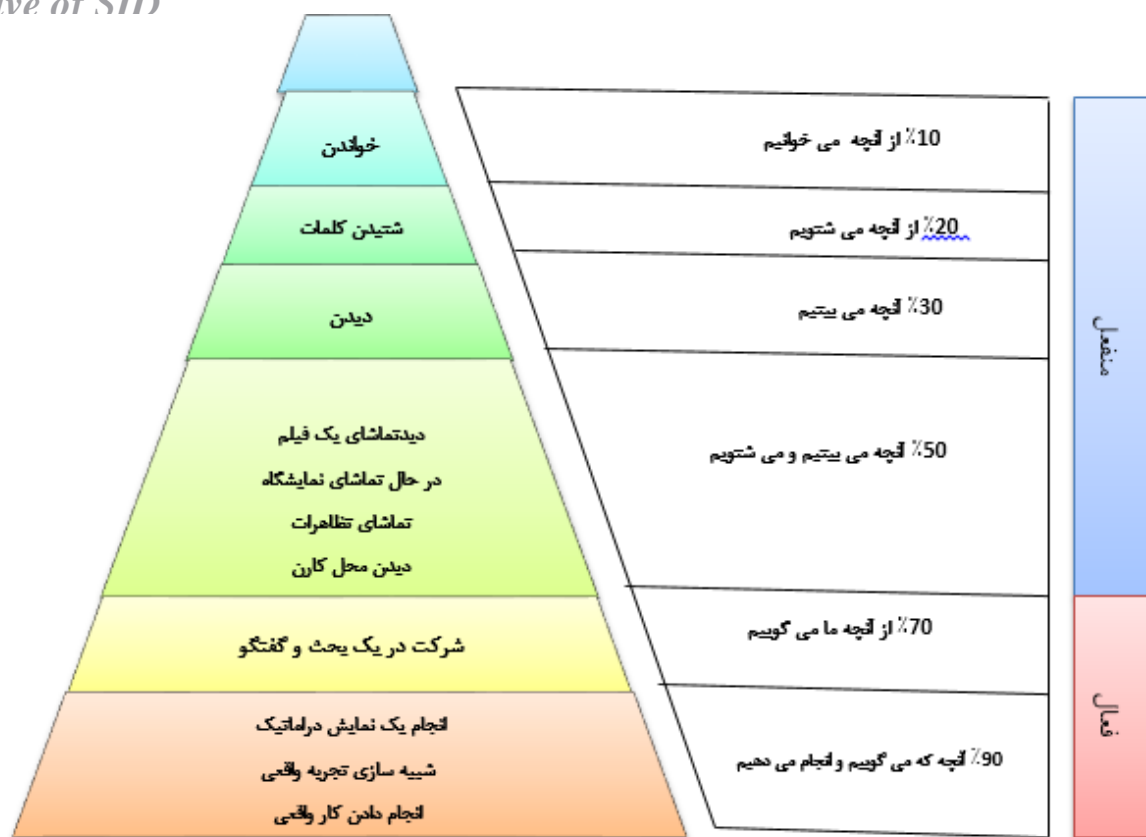 ive of SID
خواندن
شنیدن کلمات
دیدن
دیدتماشای یک فیلم
در حال تماشای نمایشگاه
تماشای تظاهرات
دیدن محل کارن
شرکت در یک بحث و گفتگو
انجام یک نمایش دراماتیک
شبیه سازی تجربه واقعی
انجام دادن کار واقعی
10٪ از آنچه می خوانیم
20٪ از آنچه می شنویم
30٪ آنچه می بینیم
50٪ آنچه می بینیم و می شنویم
70٪ از آنچه ما می گوییم
90٪ آنچه که می گوییم و انجام می دهیم
منفعل
فعال